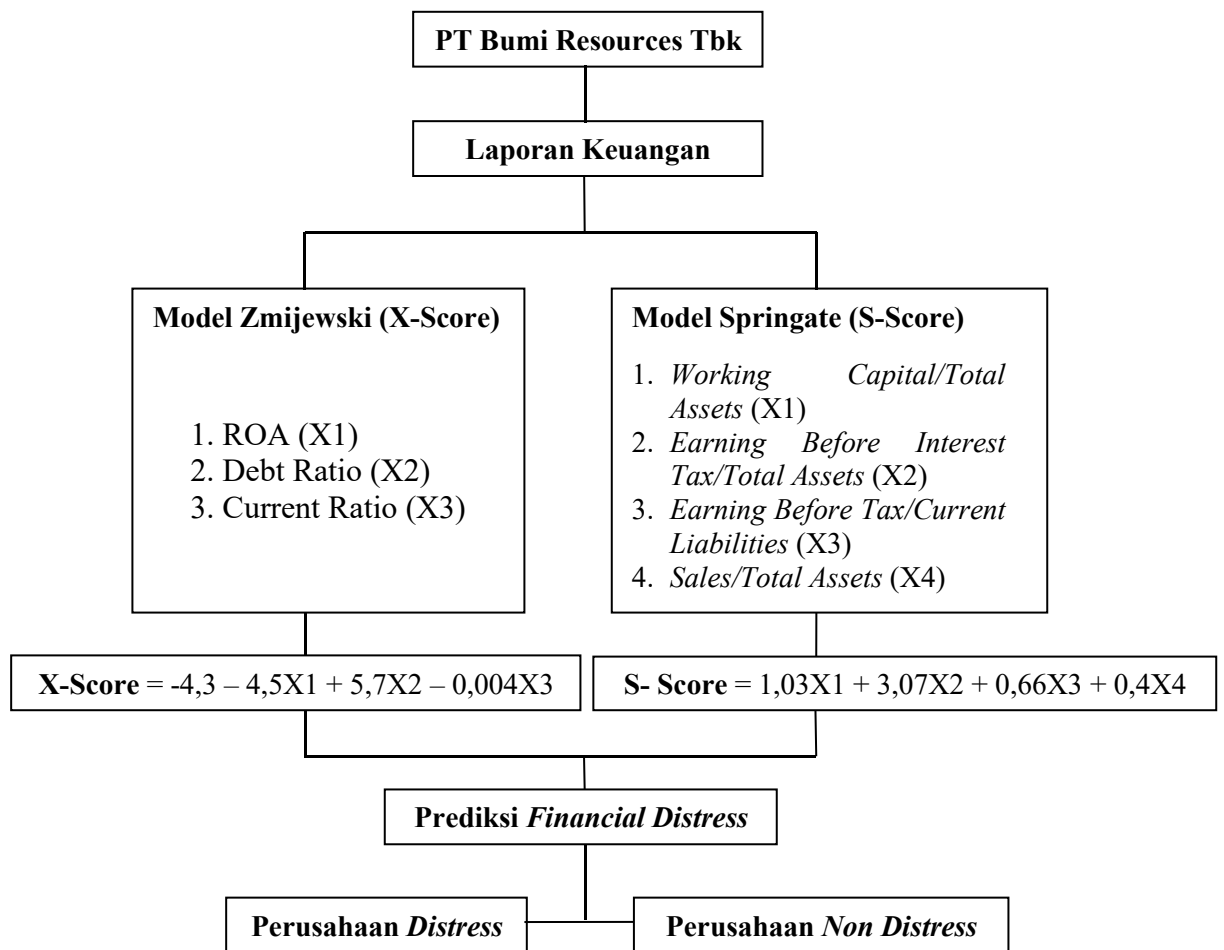 PT Bumi Resources Tbk
Laporan Keuangan
Model Zmijewski (X-Score)
1. ROA (X1)
2. Debt Ratio (X2)
3. Current Ratio (X3)
Model Springate (S-Score)
1. Working Capital/Total
Assets (X1)
2. Earning Before Interest
Tax/Total Assets (X2)
3. Earning Before Tax/Current
Liabilities (X3)
4. Sales/Total Assets (X4)
X-Score = -4,3 – 4,5X1 + 5,7X2 – 0,004X3
S- Score = 1,03X1 + 3,07X2 + 0,66X3 + 0,4X4
Prediksi Financial Distress
Perusahaan Distress
Perusahaan Non Distress